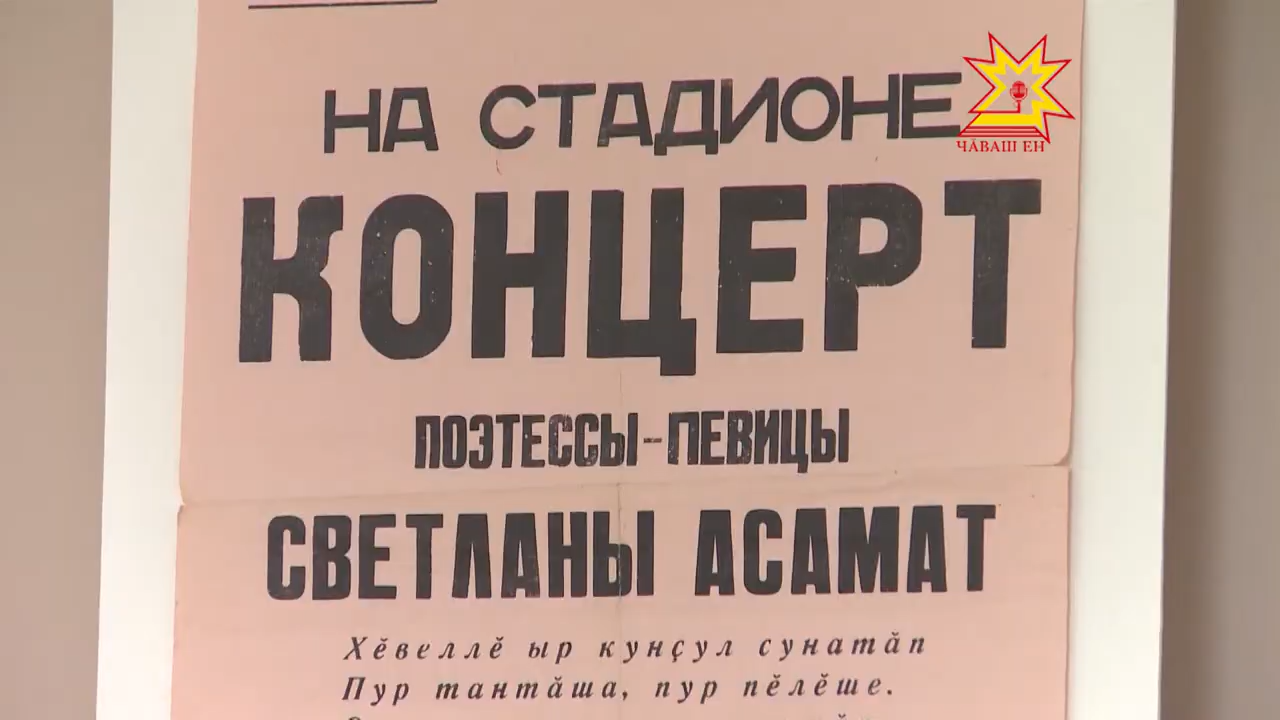 НА СТАДИОНЕ
ЧӐВАШ ЕН
КОНЦЕРТ
ПОЭТЕССЫ-ПЕВИЦЫ
СВЕТЛАНЫ АСАМАТ
Хӗвеллӗ ыр кунҫул сунатӑп
Пур тантӑша, пур пӗлӗше.